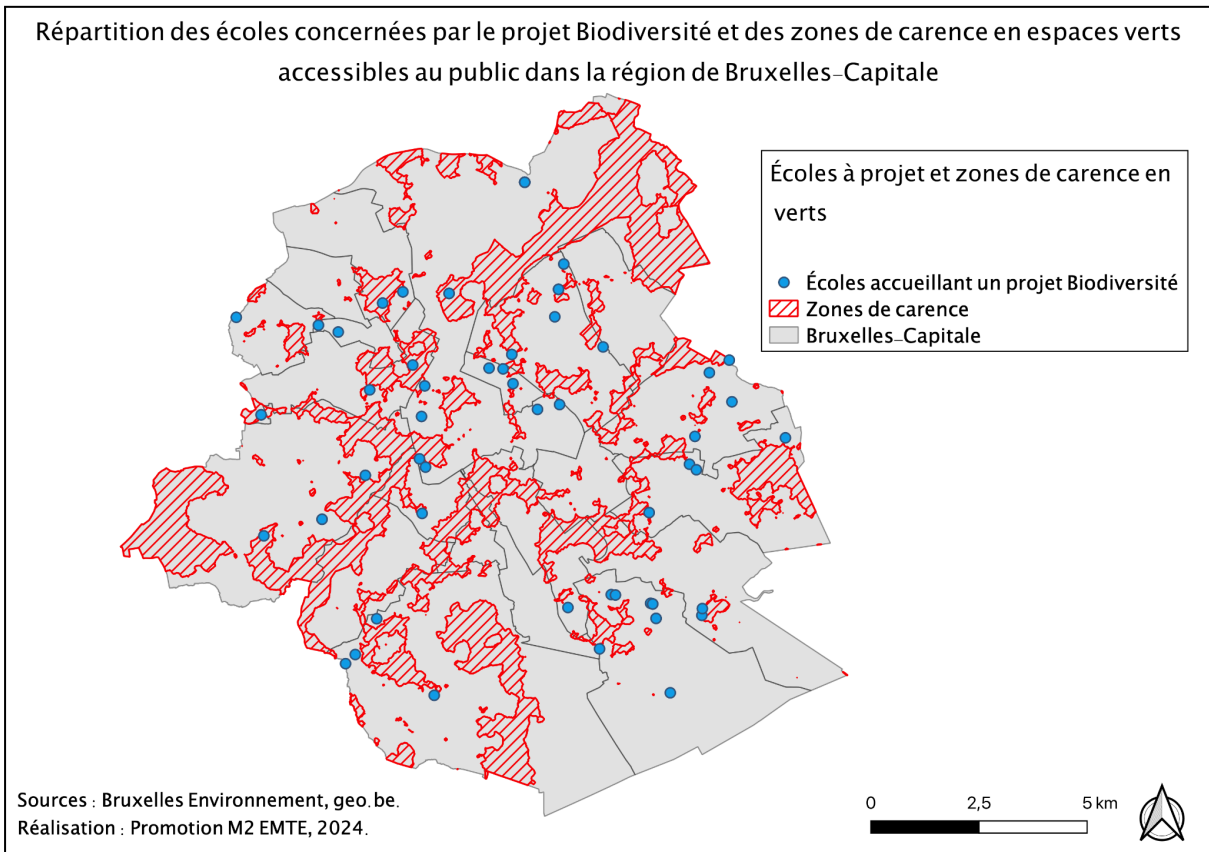 Répartition des écoles concernées par le projet Biodiversité et des zones de carence en espaces verts
accessibles au public dans la région de Bruxelles-Capitale
Écoles à projet et zones de carence en
verts
Écoles accueillant un projet Biodiversité
Zones de carence
Bruxelles-Capitale
Sources : Bruxelles Environnement, geo.be.
Réalisation : Promotion M2 EMTE, 2024.
0 2,5 5 km